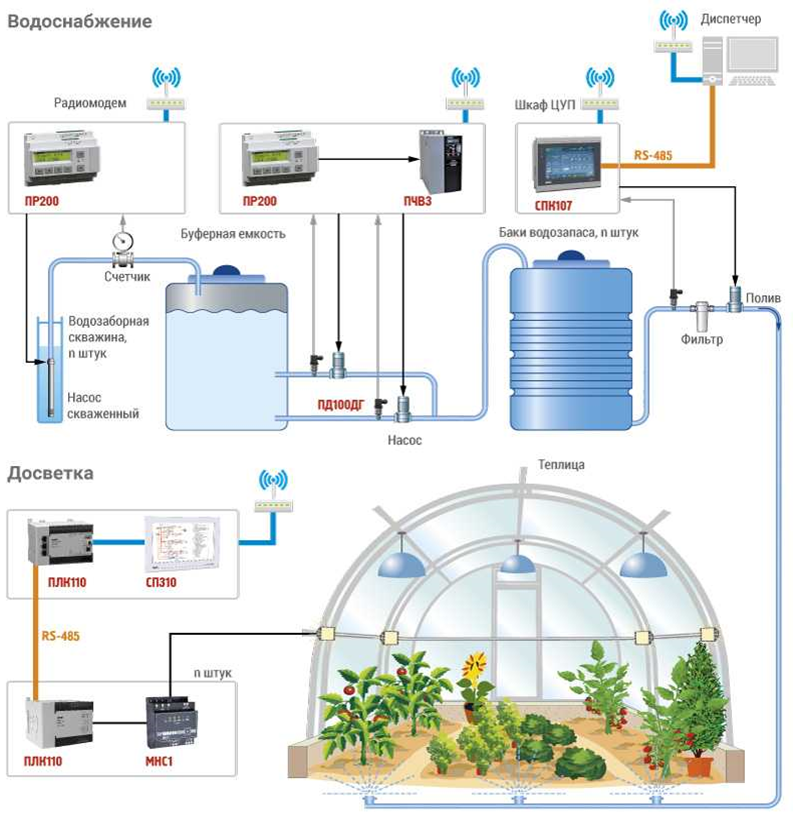 Водоснабжение
Диспетчер
Радиомодем
Шкаф ЦУП
RS-485
ПР200
ПР200
ПЧВ3
СПК107
Буферная емкость
Баки водозапаса, n штук
Счетчик
Полив
Водозаборная
скважина,
n штук
Фильтр
Насос
скваженный
ПД100ДГ
Насос
Досветка
Теплица
ПЛК110
СП310
RS-485
n штук
ПЛК110
МНС1